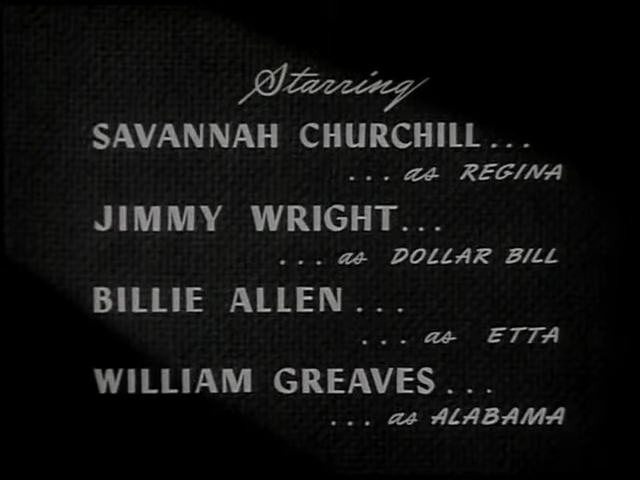 Starring
SAVANNAH CHURCHILL...
... as REGINA
JIMMY WRIGHT...
... as DOLLAR BILL
BILLIE ALLEN...
... as ETTA
WILLIAM GREAVES...
... as ALABAMA